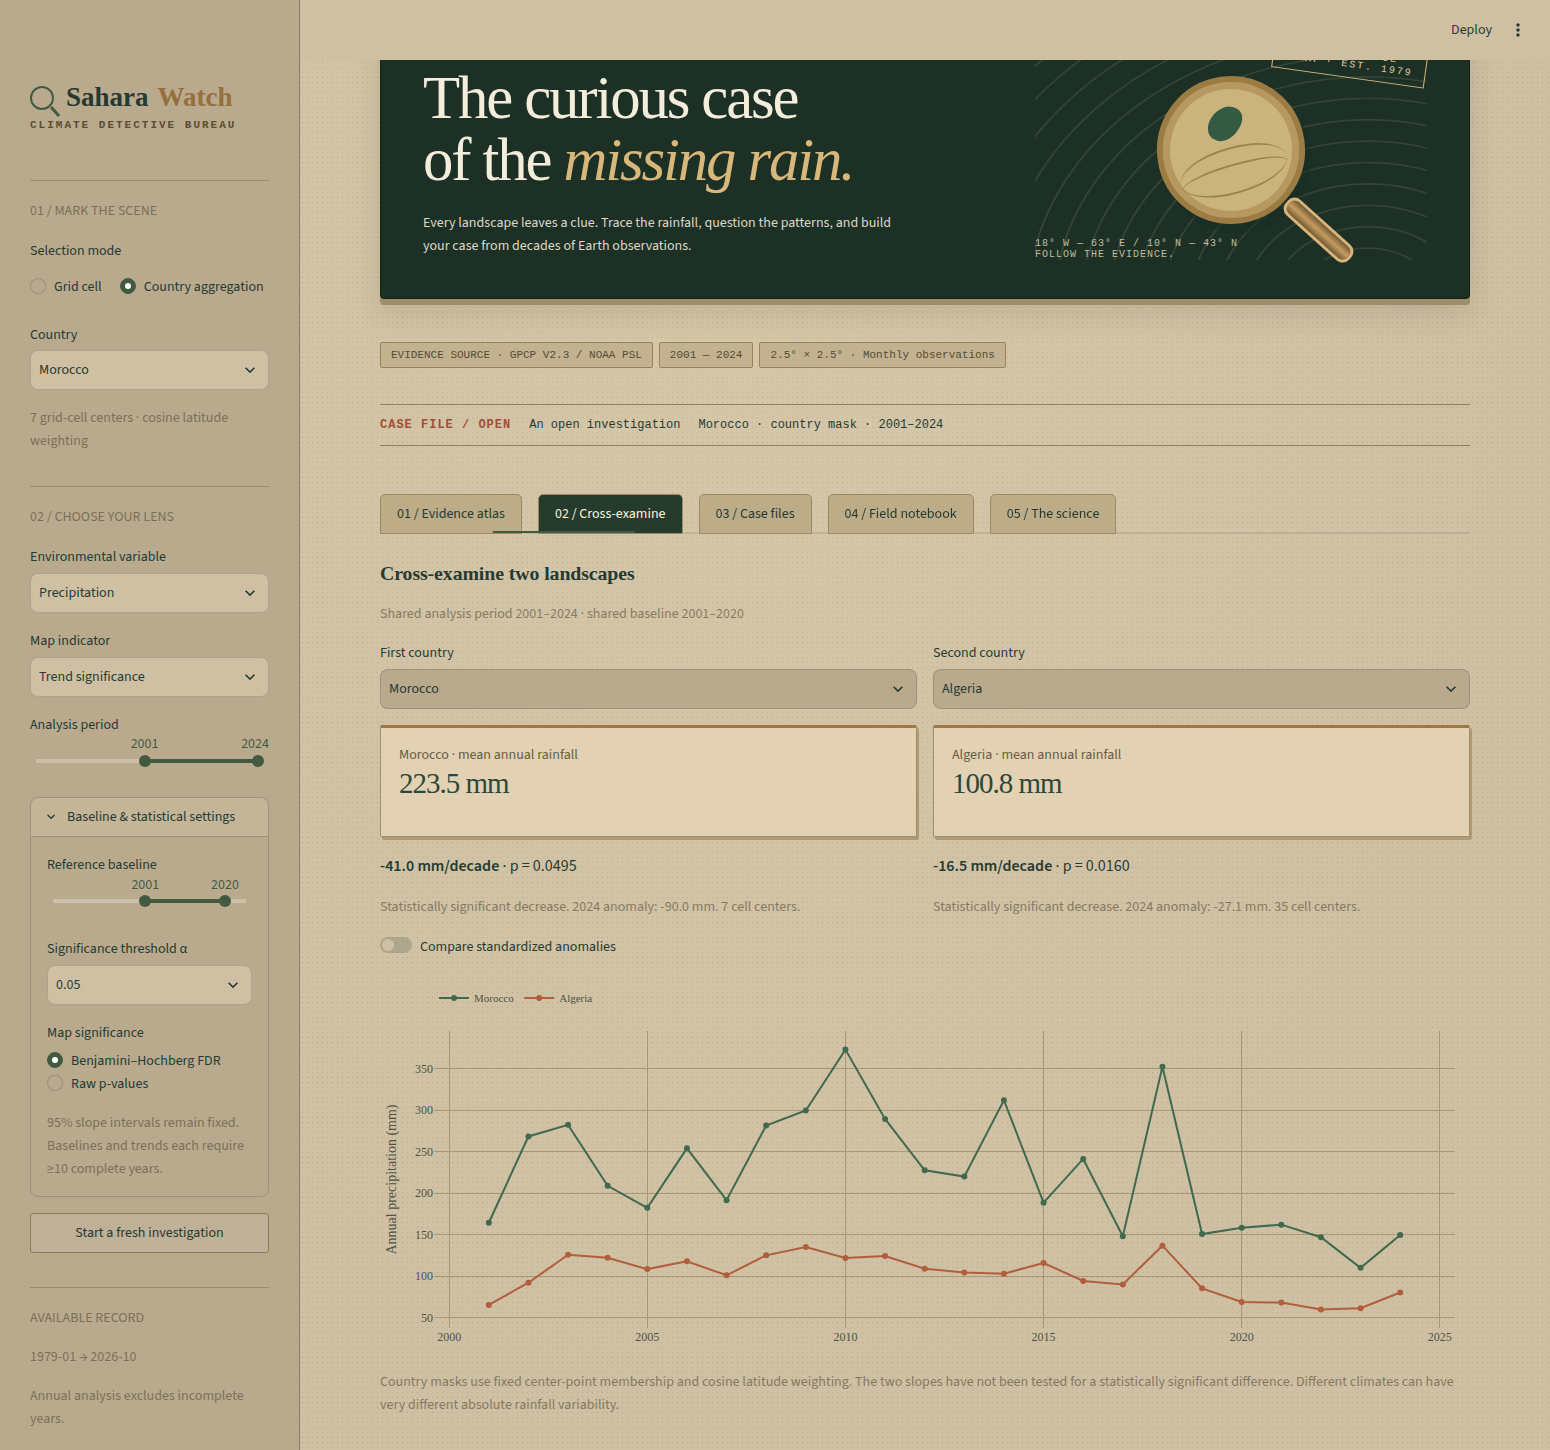 Deploy
Sahara Watch
CLIMATE DETECTIVE BUREAU
01 / MARK THE SCENE
Selection mode
Grid cell
Country aggregation
Country
Morocco
7 grid-cell centers · cosine latitude
weighting
02 / CHOOSE YOUR LENS
Environmental variable
Precipitation
Map indicator
Trend significance
Analysis period
2001 2024
Baseline & statistical settings
Reference baseline
2001 2020
Significance threshold α
0.05
Map significance
Benjamini–Hochberg FDR
Raw p-values
95% slope intervals remain fixed.
Baselines and trends each require
≥10 complete years.
Start a fresh investigation
AVAILABLE RECORD
1979-01 → 2026-10
Annual analysis excludes incomplete
years.
The curious case
of the missing rain.
Every landscape leaves a clue. Trace the rainfall, question the patterns, and build
your case from decades of Earth observations.
EST. 1979
18° W — 63° E / 10° N — 43° N
FOLLOW THE EVIDENCE.
EVIDENCE SOURCE · GPCP V2.3 / NOAA PSL
2001 — 2024
2.5° × 2.5° · Monthly observations
CASE FILE / OPEN An open investigation Morocco · country mask · 2001–2024
01 / Evidence atlas
02 / Cross-examine
03 / Case files
04 / Field notebook
05 / The science
Cross-examine two landscapes
Shared analysis period 2001–2024 · shared baseline 2001–2020
First country
Morocco
Second country
Algeria
Morocco · mean annual rainfall
223.5 mm
Algeria · mean annual rainfall
100.8 mm
-41.0 mm/decade · p = 0.0495
-16.5 mm/decade · p = 0.0160
Statistically significant decrease. 2024 anomaly: -90.0 mm. 7 cell centers.
Statistically significant decrease. 2024 anomaly: -27.1 mm. 35 cell centers.
Compare standardized anomalies
Morocco
Algeria
Annual precipitation (mm)
350
300
250
200
150
100
50
2000 2005 2010 2015 2020 2025
Country masks use fixed center-point membership and cosine latitude weighting. The two slopes have not been tested for a statistically significant difference. Different climates can have
very different absolute rainfall variability.